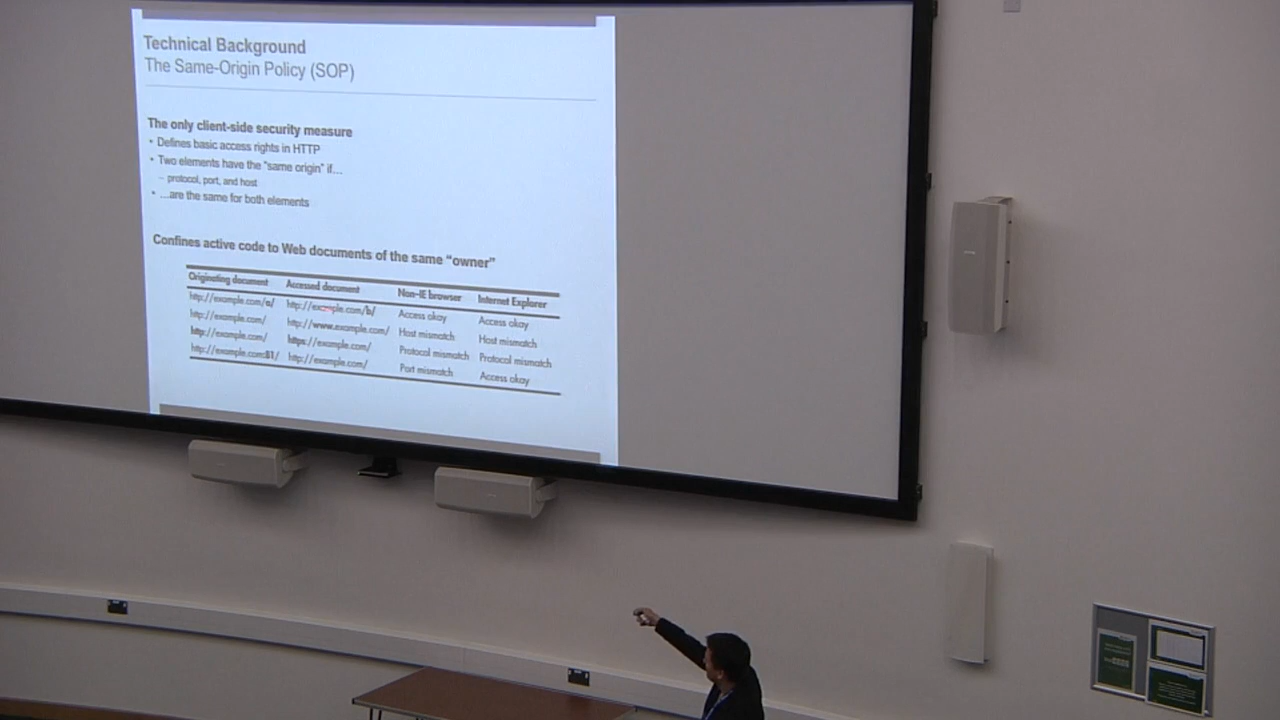 Technical Background
The Same-Origin Policy (SOP)
The only client-side security measure
• Defines basic access rights in HTTP
• Two elements have the "same origin" if...
– protocol, port, and host
• ...are the same for both elements
Confines active code to Web documents of the same "owner"
Originating document Accessed document Non–IE browser Internet Explorer
http://example.com/a/ http://example.com/b/ Access okay Access okay
http://example.com/ http://www.example.com/ Host mismatch Host mismatch
http://example.com/ https://example.com/ Protocol mismatch Protocol mismatch
http://example.com:81/ http://example.com/ Port mismatch Access okay